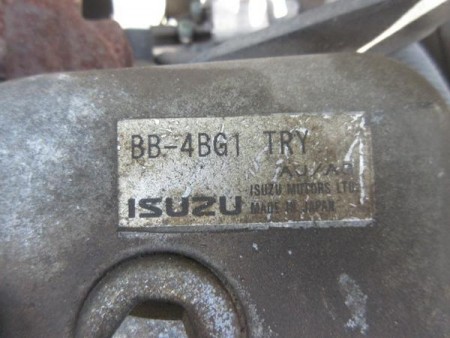 BB-4BG1 TRY
ISUZU MOTORS LTD.
ISUZU MADE IN JAPAN